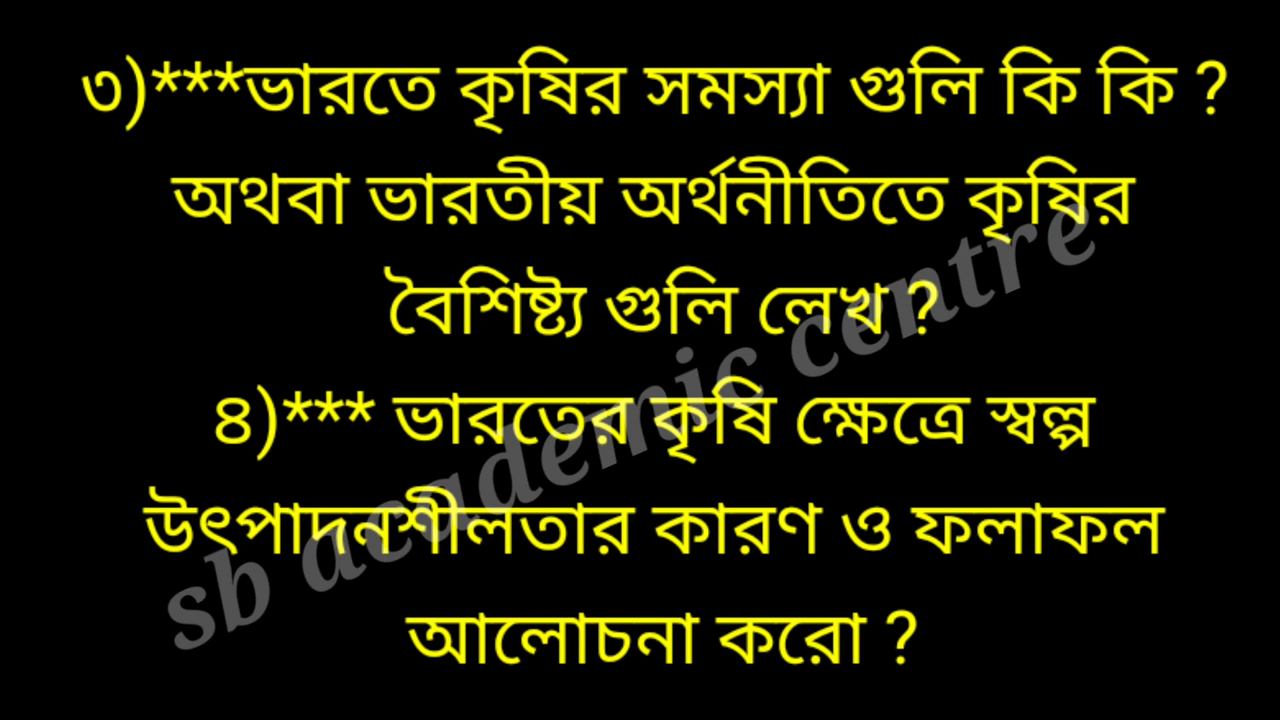 ৩)***ভারতে কৃষির সমস্যা গুলি কি কি ?
অথবা ভারতীয় অর্থনীতিতে কৃষির
বৈশিষ্ট্য গুলি লেখ ?
৪)*** ভারতের কৃষি ক্ষেত্রে স্বল্প
উৎপাদনশীলতার কারণ ও ফলাফল
আলোচনা করো ?
sb academic centre